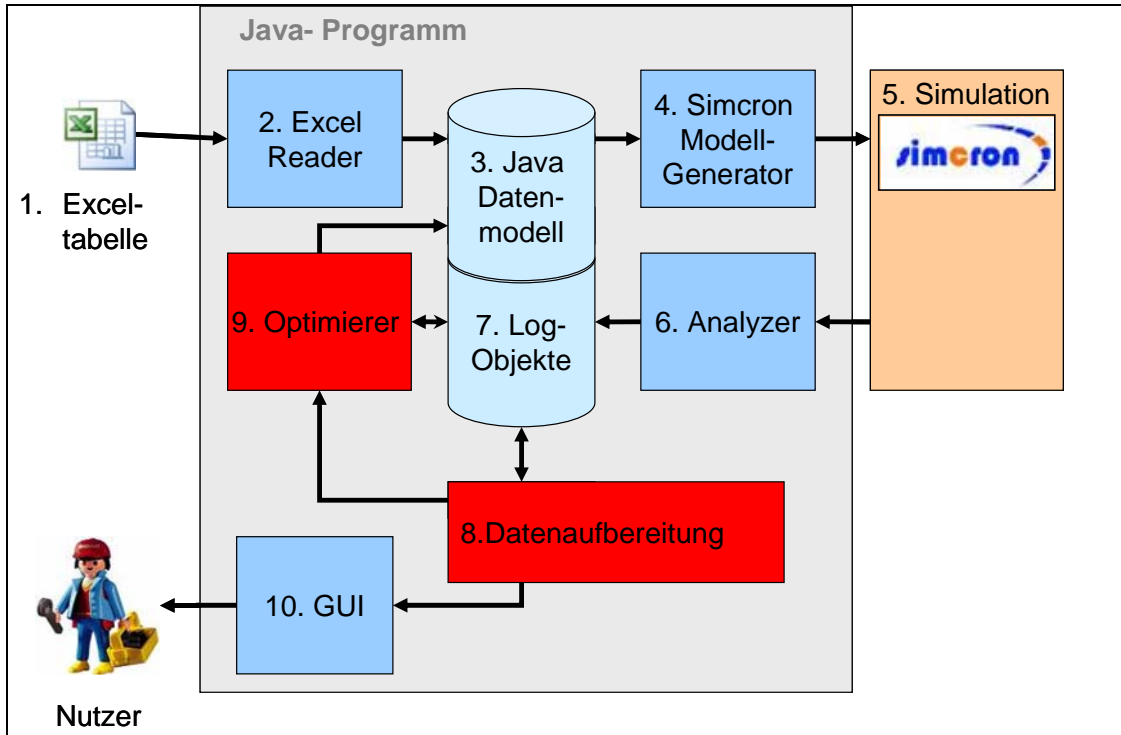 Java- Programm
1. Excel-
tabelle
2. Excel
Reader
3. Java
Daten-
modell
4. Simcron
Modell-
Generator
5. Simulation
simcron
9. Optimierer
7. Log-
Objekte
6. Analyzer
8.Datenaufbereitung
10. GUI
Nutzer